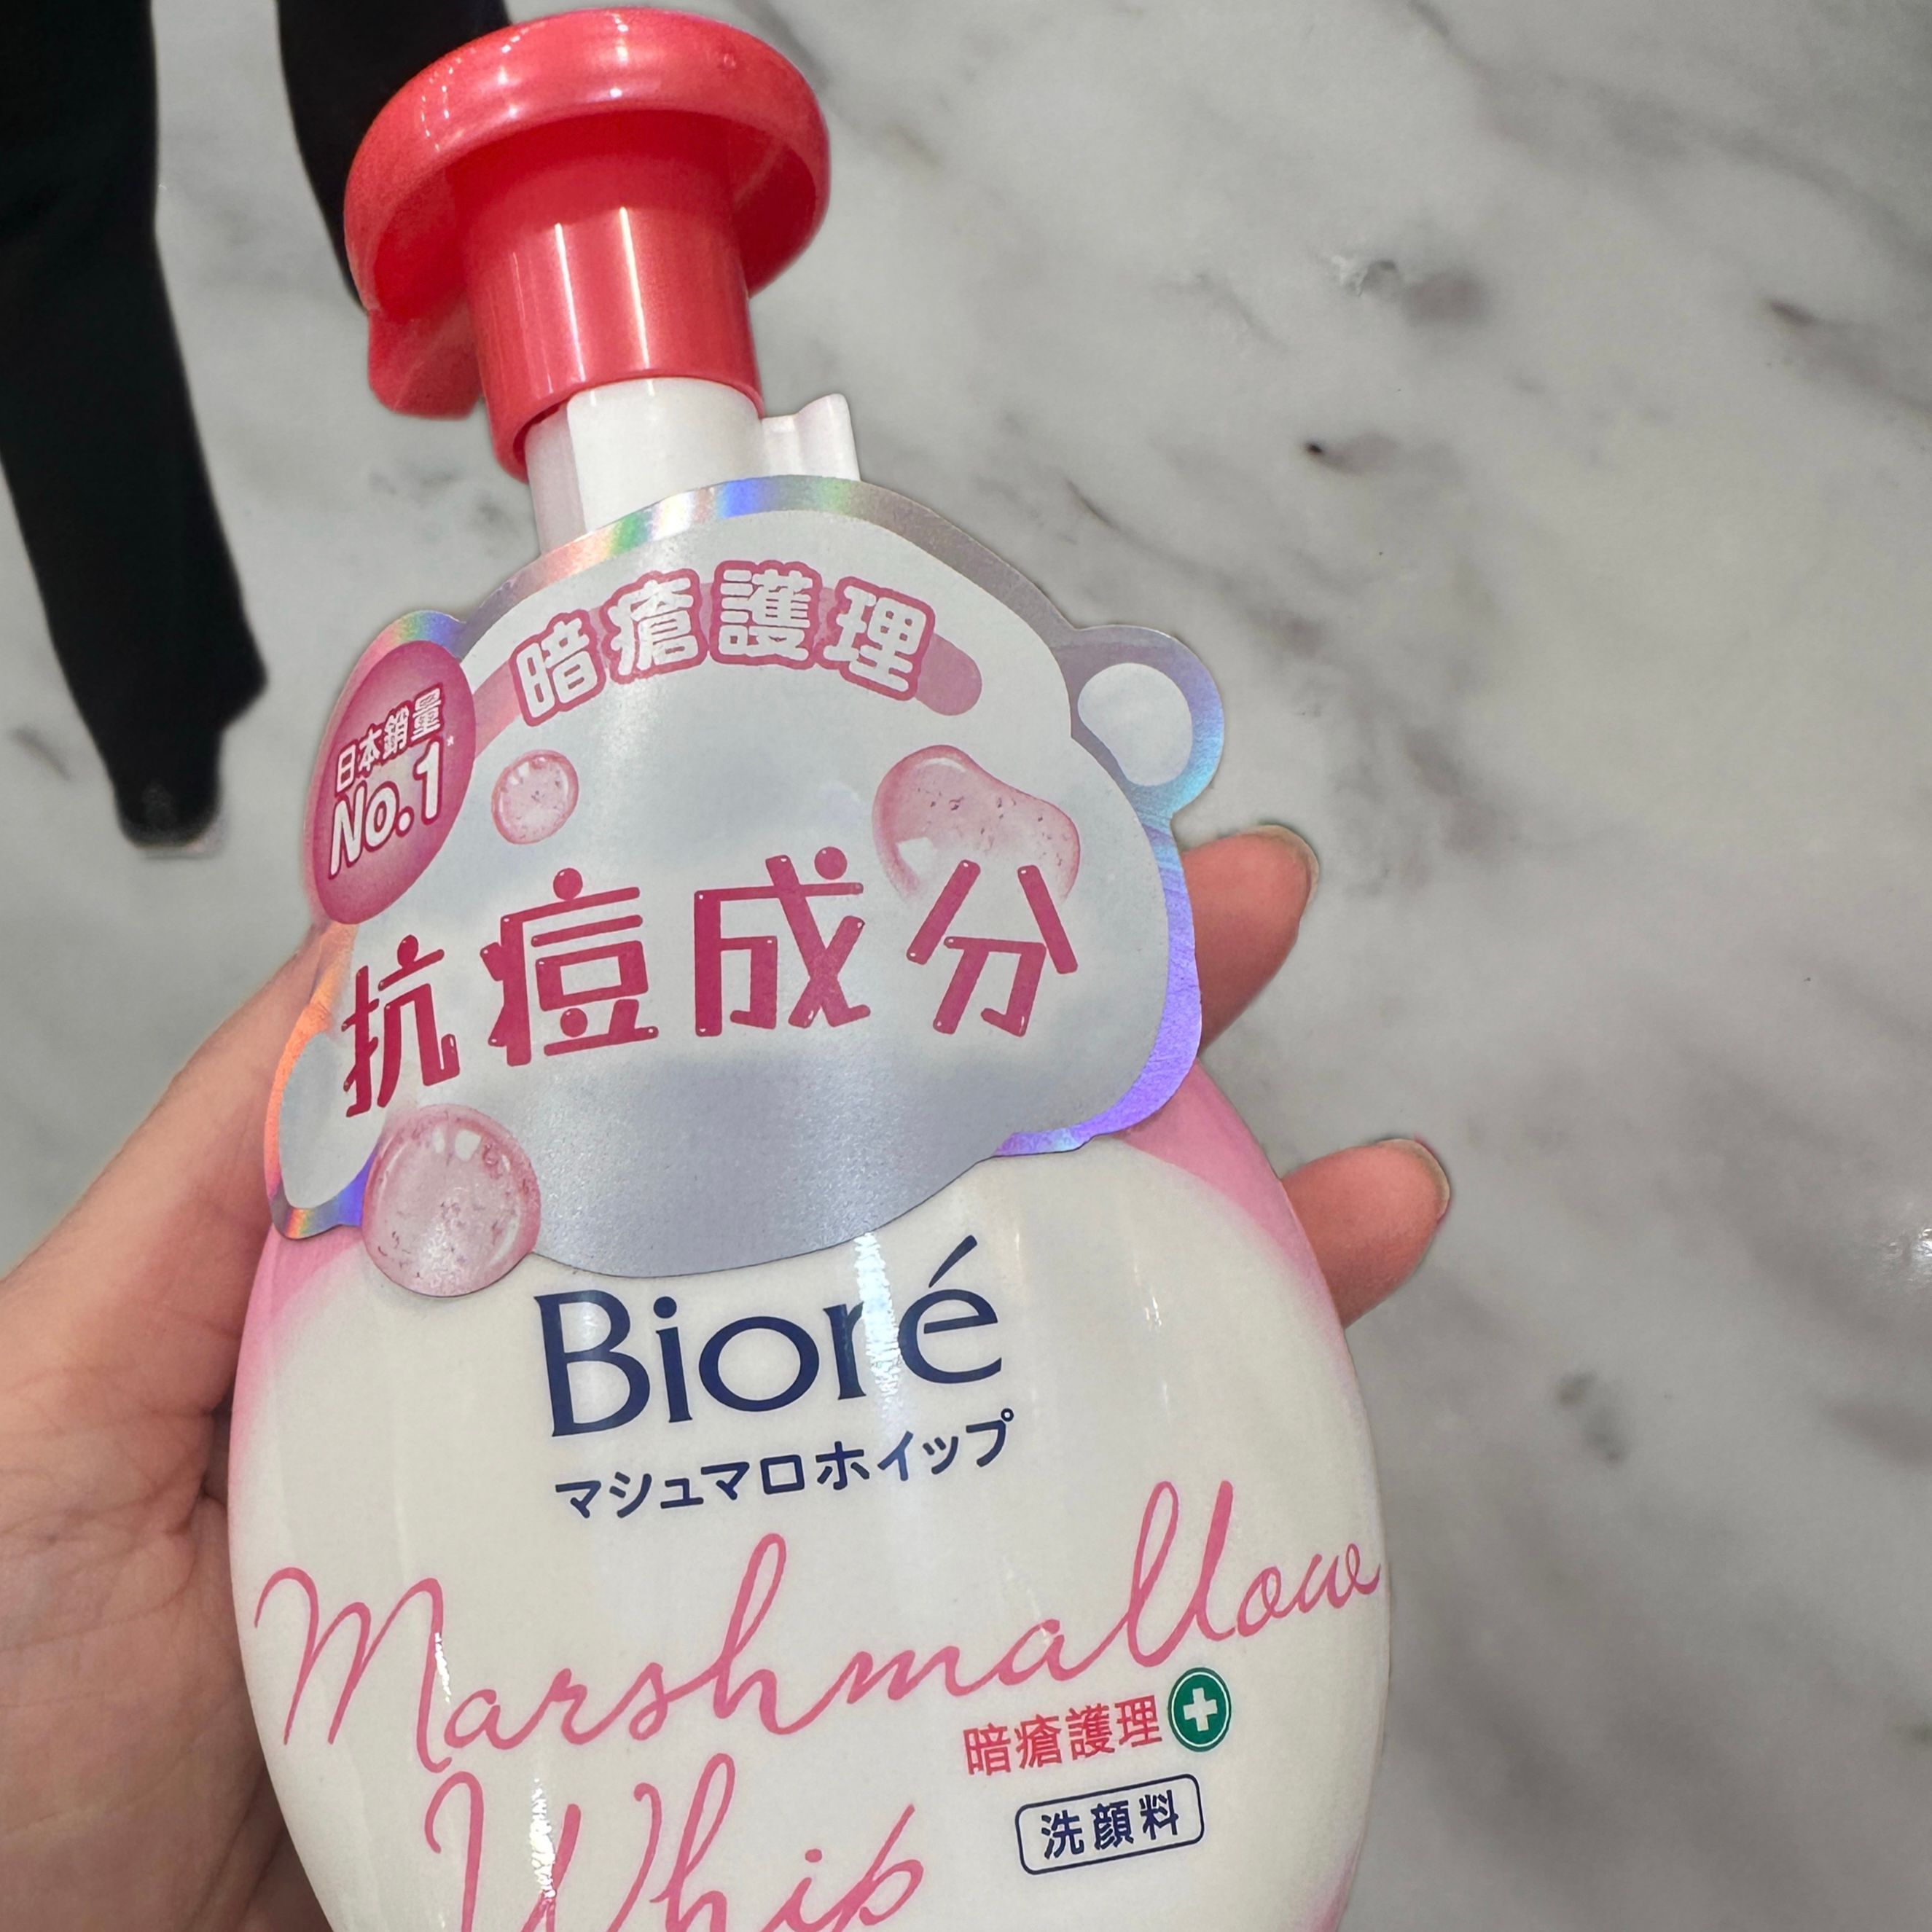 暗瘡護理
日本銷量*
No.1
抗痘成分
Bioré
マシュマロホイップ
Marshmallow
Whip
暗瘡護理
洗顔料